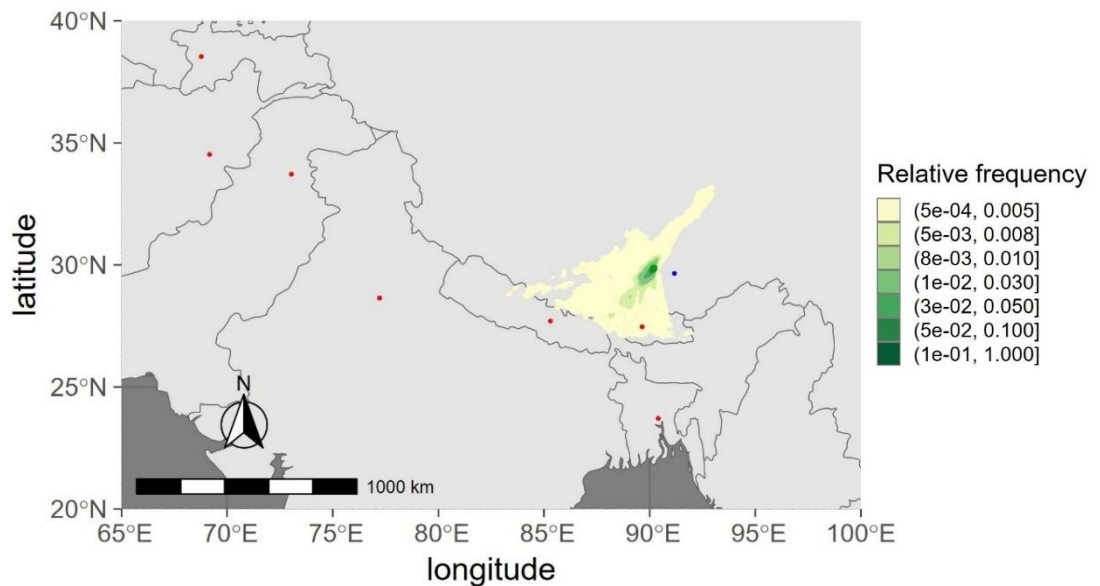 40°N
35°N
30°N
25°N
20°N
latitude
65°E 70°E 75°E 80°E 85°E 90°E 95°E 100°E
longitude
N
1000 km
Relative frequency
(5e-04, 0.005]
(5e-03, 0.008]
(8e-03, 0.010]
(1e-02, 0.030]
(3e-02, 0.050]
(5e-02, 0.100]
(1e-01, 1.000]